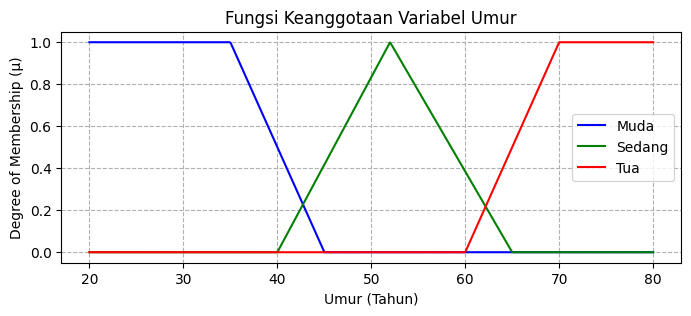 Fungsi Keanggotaan Variabel Umur
Degree of Membership (μ)
1.0
0.8
0.6
0.4
0.2
0.0
Muda
Sedang
Tua
20 30 40 50 60 70 80
Umur (Tahun)